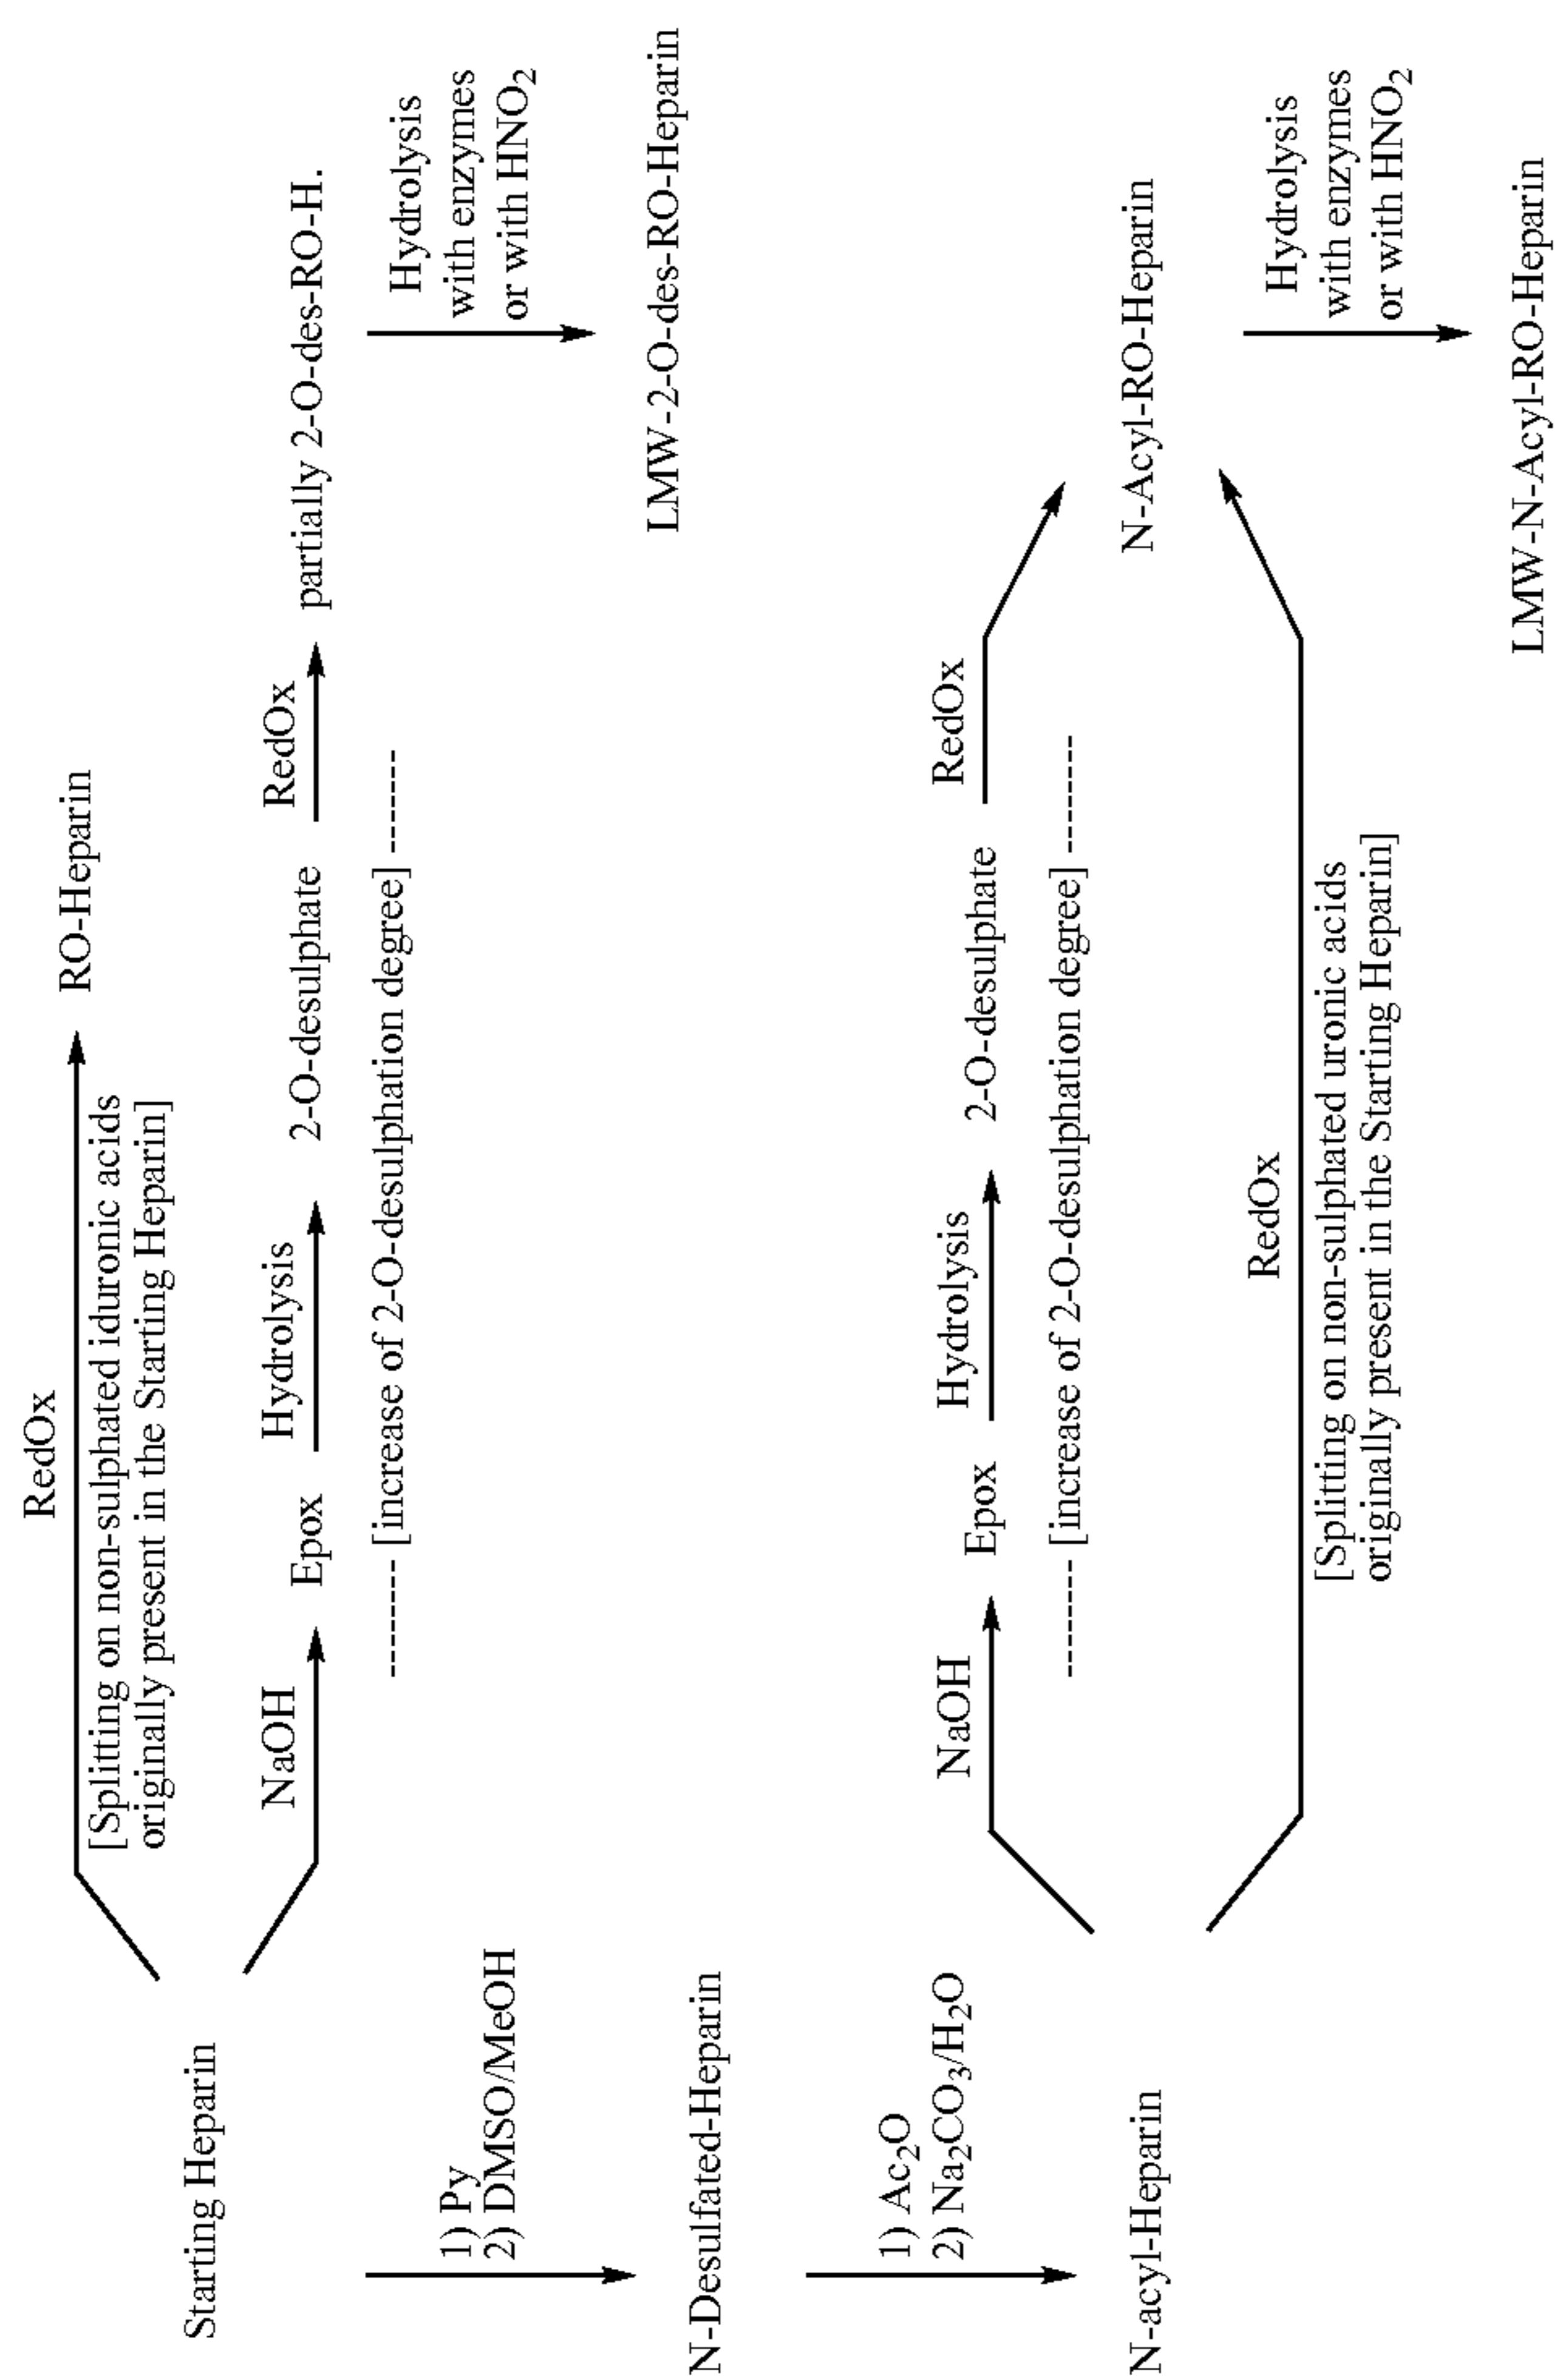 RedOx
RO-Heparin
[Splitting on non-sulphated iduronic acids
originally present in the Starting Heparin]
Starting Heparin
NaOH
Epox
Hydrolysis
2-O-desulphate
RedOx
partially 2-O-des-RO-H.
---------- [increase of 2-O-desulphation degree] ---------
Hydrolysis
with enzymes
or with HNO2
1) Py
2) DMSO/MeOH
LMW-2-O-des-RO-Heparin
N-Desulfated-Heparin
1) Ac2O
2) Na2CO3/H2O
NaOH
Epox
Hydrolysis
2-O-desulphate
RedOx
---------- [increase of 2-O-desulphation degree] ----------
N-acyl-Heparin
N-Acyl-RO-Heparin
RedOx
[Splitting on non-sulphated uronic acids
originally present in the Starting Heparin]
Hydrolysis
with enzymes
or with HNO2
LMW-N-Acyl-RO-Heparin